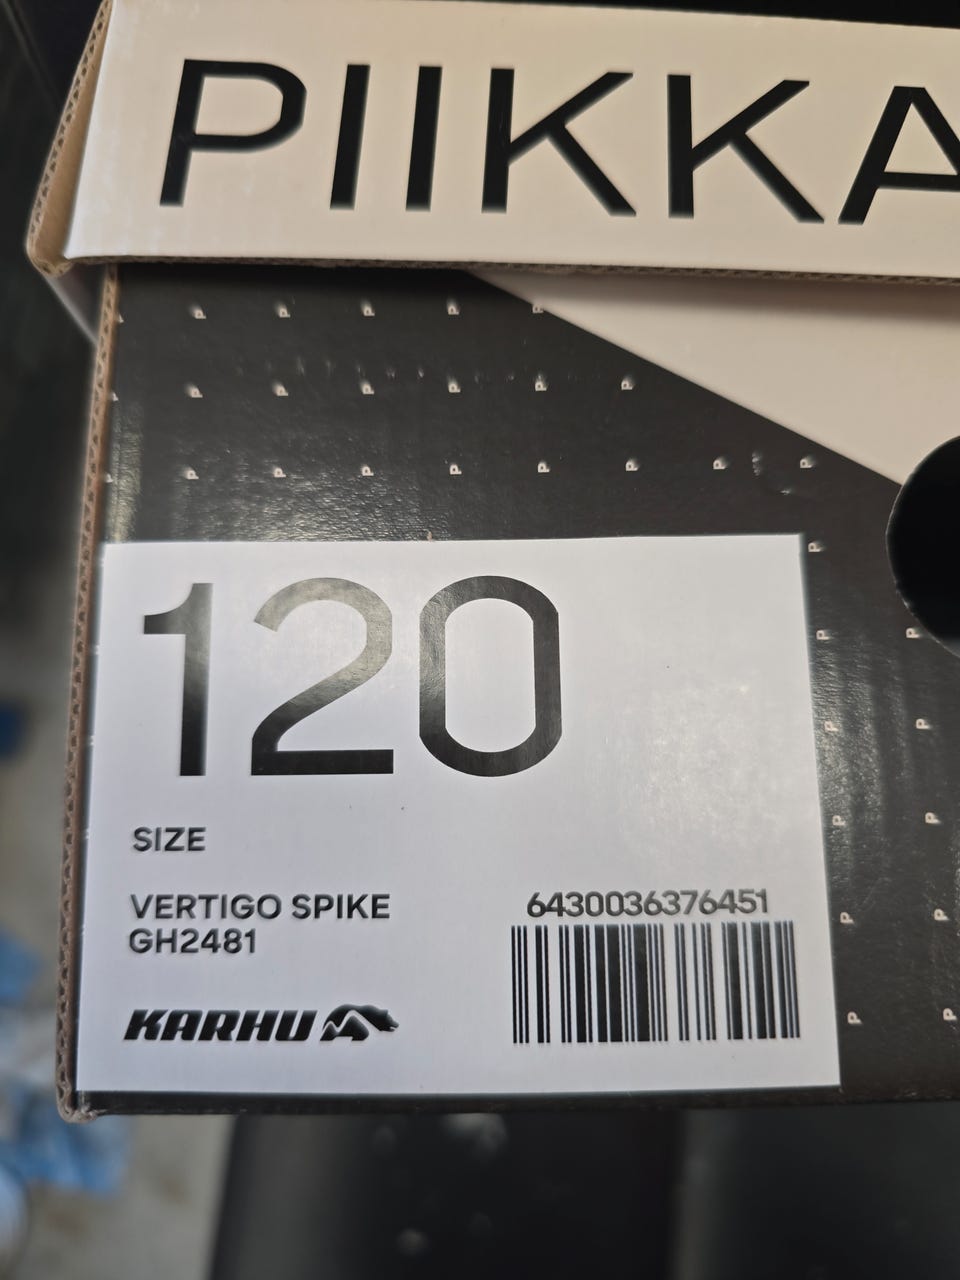 PIIKKA
120
SIZE
VERTIGO SPIKE
GH2481
6430036376451
KARHU